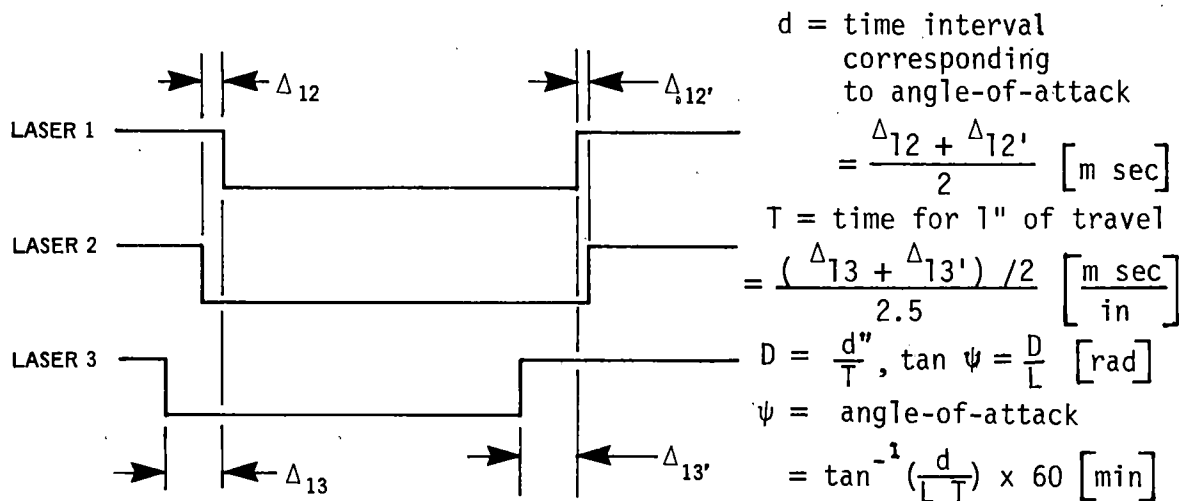 Δ12
Δ12'
LASER 1
LASER 2
LASER 3
Δ13
Δ13'
d = time interval
corresponding
to angle-of-attack
= Δ12 + Δ12' / 2 [m sec]
T = time for 1" of travel
= (Δ13 + Δ13') /2 / 2.5 [m sec / in]
D = d" / T, tan ψ = D / L [rad]
ψ = angle-of-attack
= tan⁻¹(d / L T) x 60 [min]